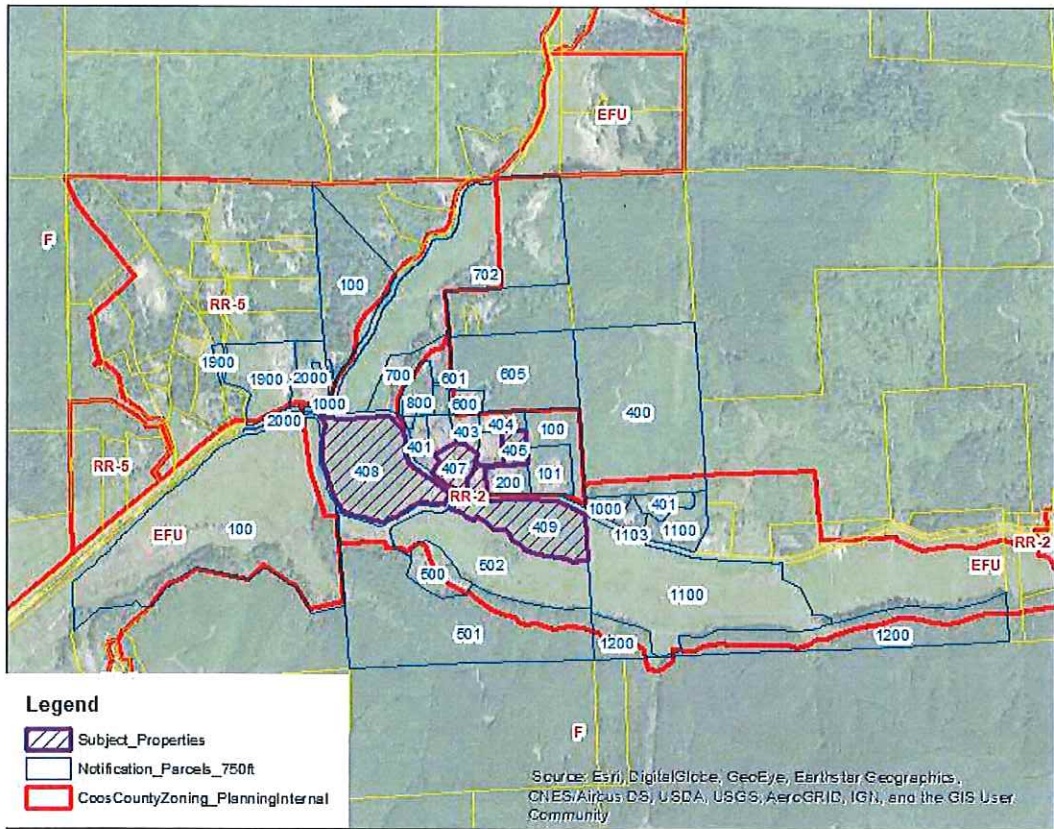 EFU
F
702
100
RR-5
1900
1900
2000
700
601
605
1000
800
600
400
2000
403
404
100
401
405
RR-5
408
407
101
200
RR-2
1000
401
100
409
1103
1100
EFU
502
RR-2
EFU
500
1100
501
1200
1200
F
Legend
Subject_Properties
Notification_Parcels_750ft
CoosCountyZoning_PlanningInternal
Source: Esri, DigitalGlobe, GeoEye, Earthstar Geographics,
CNES/Airbus DS, USDA, USGS, AeroGRID, IGN, and the GIS User
Community